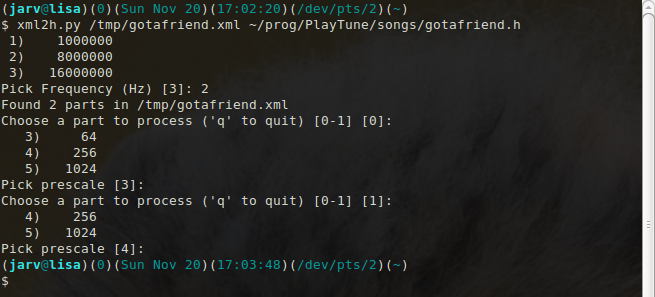 (jarv@lisa)(0)(Sun Nov 20)(17:02:20)(/dev/pts/2)(~)
$ xml2h.py /tmp/gotafriend.xml ~/prog/PlayTune/songs/gotafriend.h
 1)    1000000
 2)    8000000
 3)   16000000
Pick Frequency (Hz) [3]: 2
Found 2 parts in /tmp/gotafriend.xml
Choose a part to process ('q' to quit) [0-1] [0]:
   3)     64
   4)    256
   5)   1024
Pick prescale [3]:
Choose a part to process ('q' to quit) [0-1] [1]:
   4)    256
   5)   1024
Pick prescale [4]:
(jarv@lisa)(0)(Sun Nov 20)(17:03:48)(/dev/pts/2)(~)
$